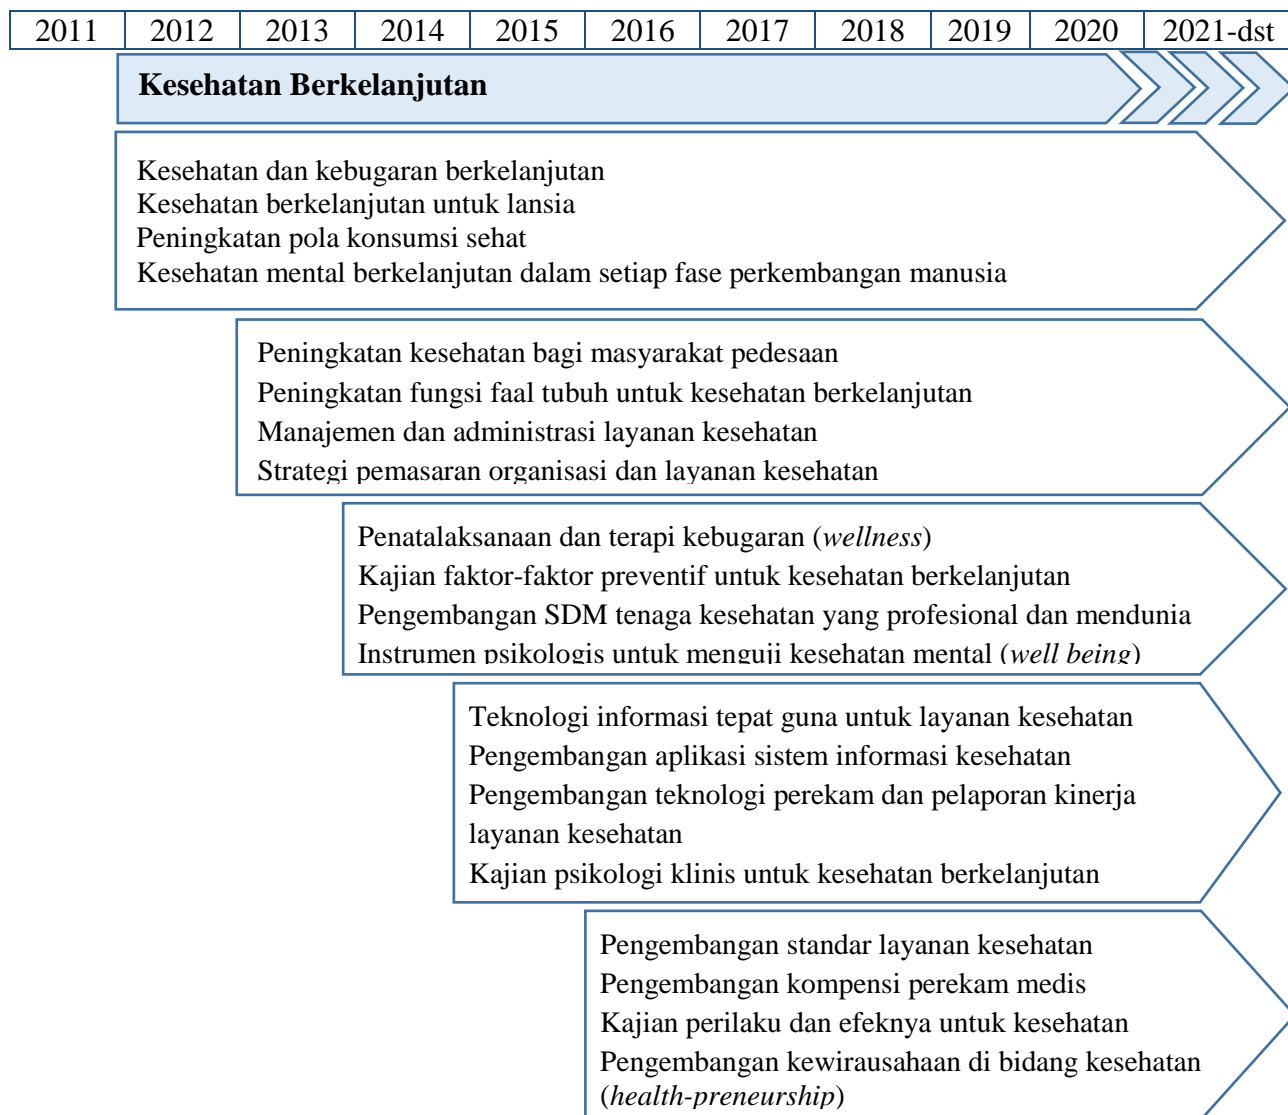 2011 2012 2013 2014 2015 2016 2017 2018 2019 2020 2021-dst
Kesehatan Berkelanjutan
Kesehatan dan kebugaran berkelanjutan
Kesehatan berkelanjutan untuk lansia
Peningkatan pola konsumsi sehat
Kesehatan mental berkelanjutan dalam setiap fase perkembangan manusia
Peningkatan kesehatan bagi masyarakat pedesaan
Peningkatan fungsi faal tubuh untuk kesehatan berkelanjutan
Manajemen dan administrasi layanan kesehatan
Strategi pemasaran organisasi dan layanan kesehatan
Penatalaksanaan dan terapi kebugaran (wellness)
Kajian faktor-faktor preventif untuk kesehatan berkelanjutan
Pengembangan SDM tenaga kesehatan yang profesional dan mendunia
Instrumen psikologis untuk menguji kesehatan mental (well being)
Teknologi informasi tepat guna untuk layanan kesehatan
Pengembangan aplikasi sistem informasi kesehatan
Pengembangan teknologi perekam dan pelaporan kinerja
layanan kesehatan
Kajian psikologi klinis untuk kesehatan berkelanjutan
Pengembangan standar layanan kesehatan
Pengembangan kompensi perekam medis
Kajian perilaku dan efeknya untuk kesehatan
Pengembangan kewirausahaan di bidang kesehatan
(health-preneurship)